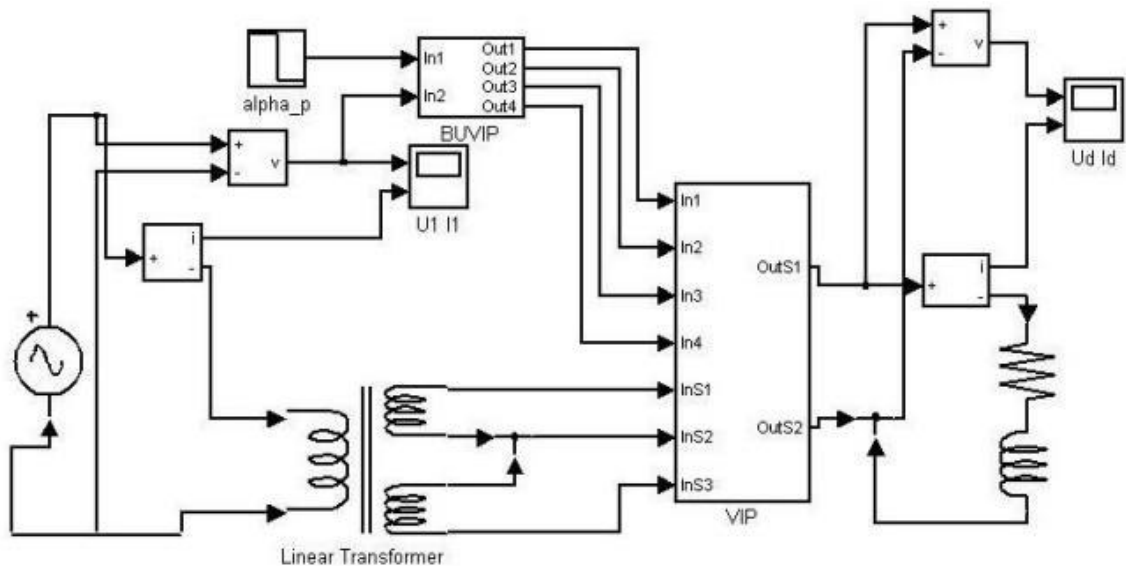 +
-
v
Ud Id
In1
In2
Out1
Out2
Out3
Out4
BUVIP
alpha_p
+
-
v
U1 I1
+
i
-
+
In1
In2
In3
In4
InS1
InS2
InS3
OutS1
OutS2
VIP
+
i
-
Linear Transformer